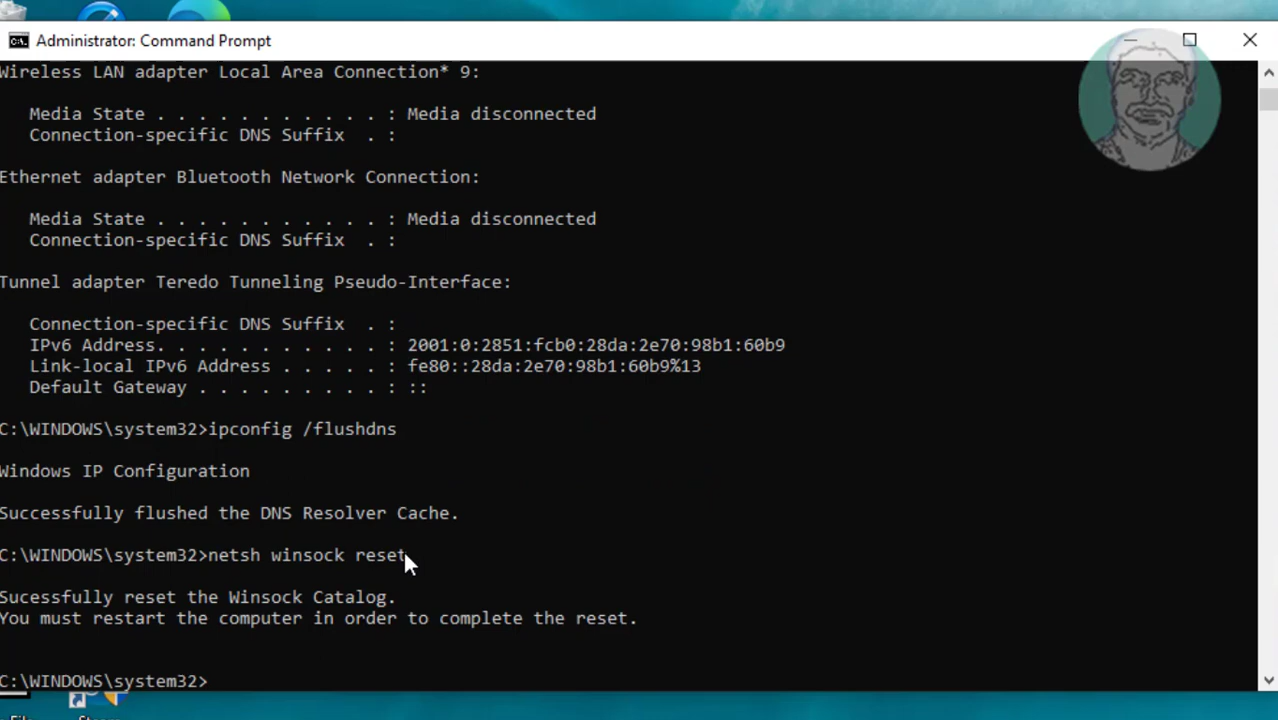 Administrator: Command Prompt
Wireless LAN adapter Local Area Connection* 9:
Media State . . . . . . . . . . . : Media disconnected
Connection-specific DNS Suffix  . :
Ethernet adapter Bluetooth Network Connection:
Media State . . . . . . . . . . . : Media disconnected
Connection-specific DNS Suffix  . :
Tunnel adapter Teredo Tunneling Pseudo-Interface:
Connection-specific DNS Suffix  . :
IPv6 Address. . . . . . . . . . . : 2001:0:2851:fcb0:28da:2e70:98b1:60b9
Link-local IPv6 Address . . . . . : fe80::28da:2e70:98b1:60b9%13
Default Gateway . . . . . . . . . : ::
C:\WINDOWS\system32>ipconfig /flushdns
Windows IP Configuration
Successfully flushed the DNS Resolver Cache.
C:\WINDOWS\system32>netsh winsock reset
Sucessfully reset the Winsock Catalog.
You must restart the computer in order to complete the reset.
C:\WINDOWS\system32>